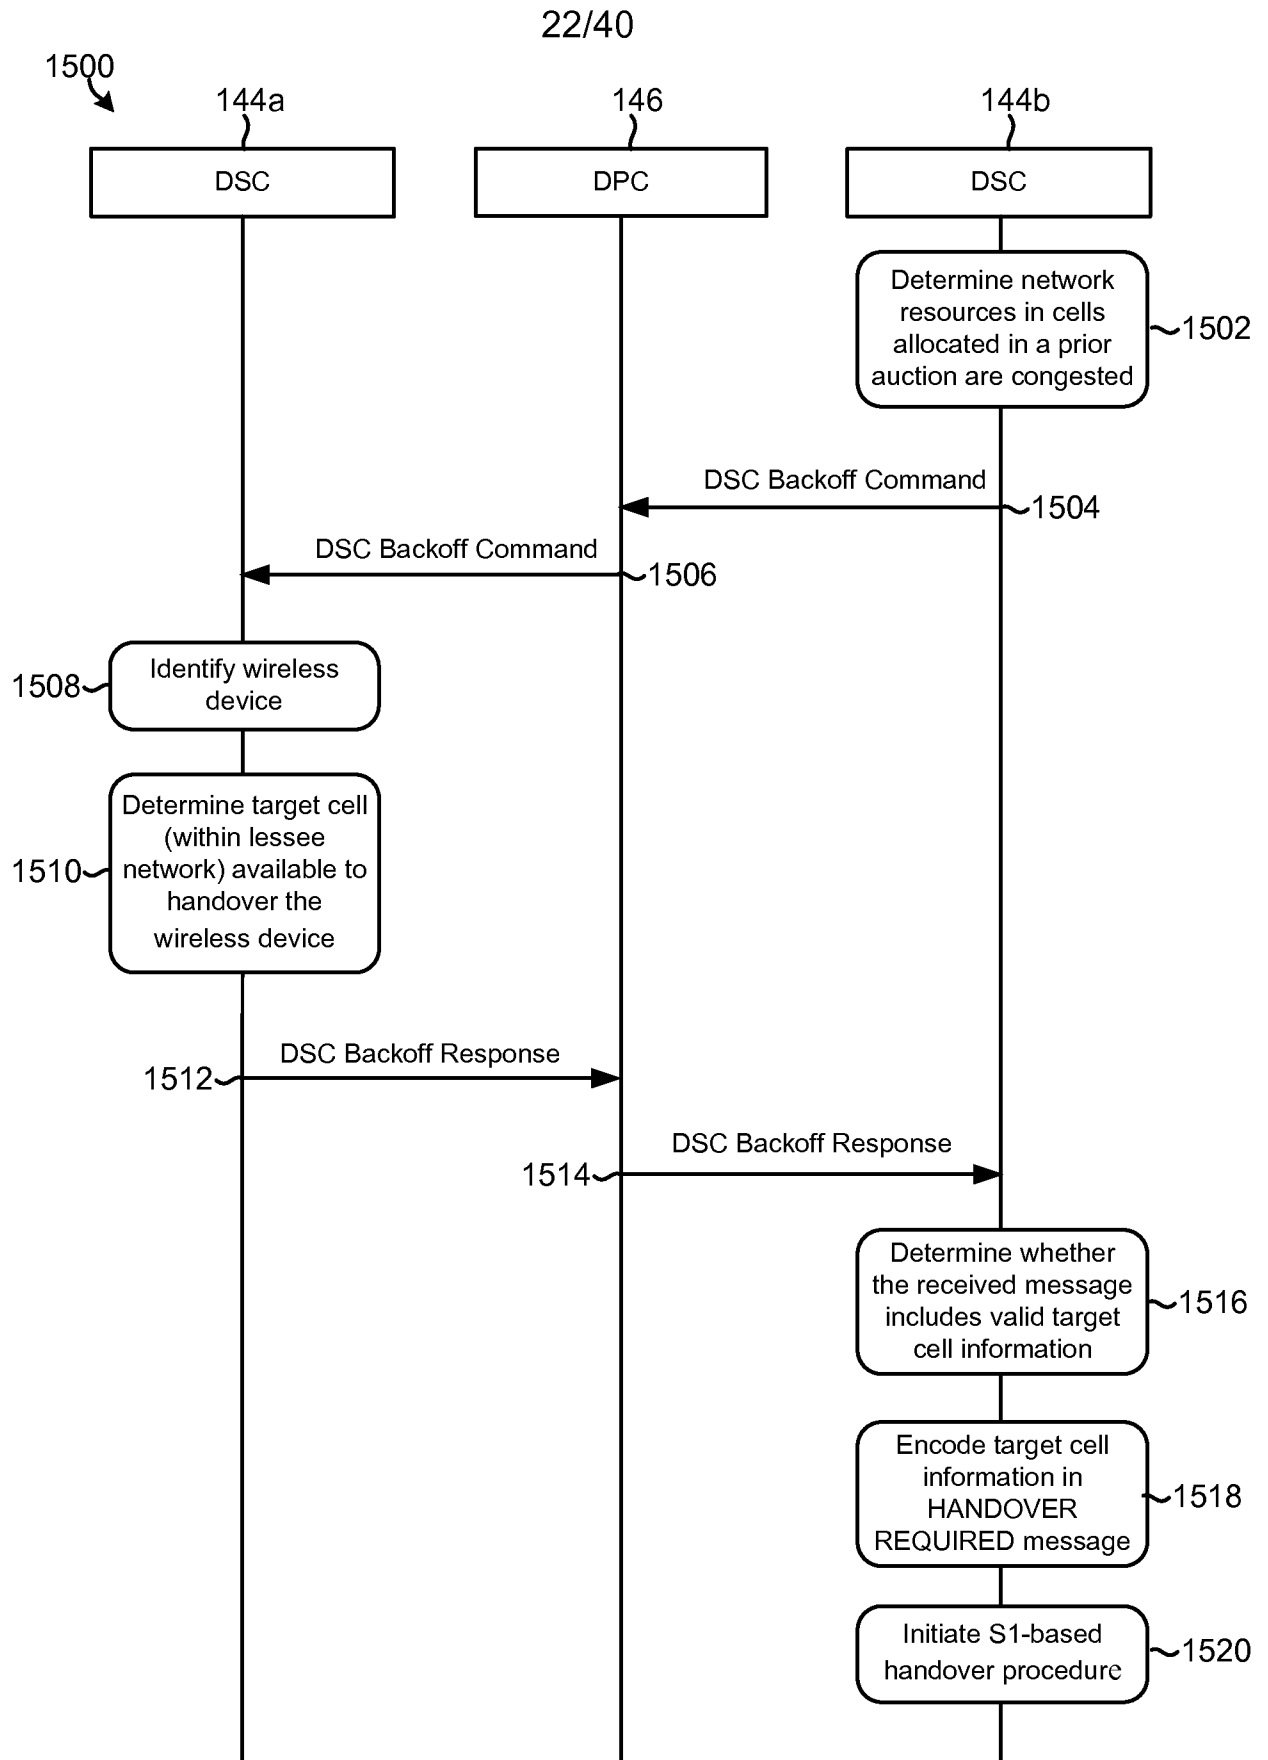 22/40
1500
144a
146
144b
DSC
DPC
DSC
Determine network
resources in cells
allocated in a prior
auction are congested
1502
DSC Backoff Command
1504
DSC Backoff Command
1506
Identify wireless
device
1508
Determine target cell
(within lessee
network) available to
handover the
wireless device
1510
DSC Backoff Response
1512
DSC Backoff Response
1514
Determine whether
the received message
includes valid target
cell information
1516
Encode target cell
information in
HANDOVER
REQUIRED message
1518
Initiate S1-based
handover procedure
1520